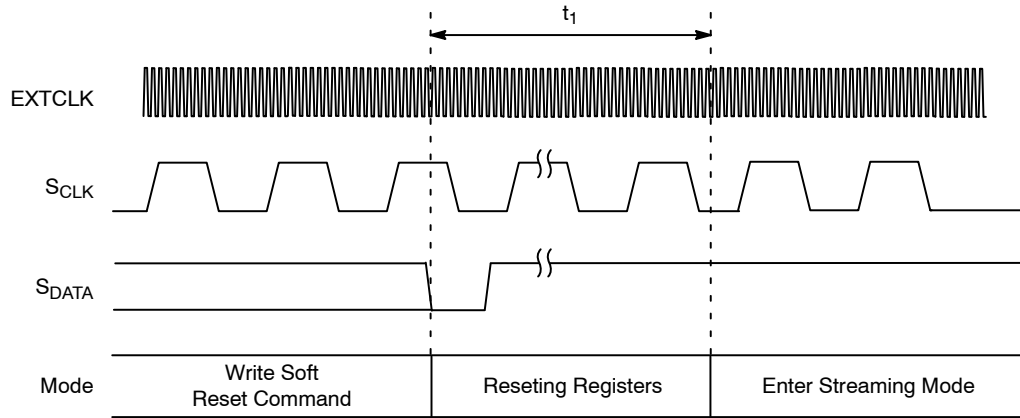 t1
EXTCLK
SCLK
SDATA
Mode
Write Soft
Reset Command
Reseting Registers
Enter Streaming Mode